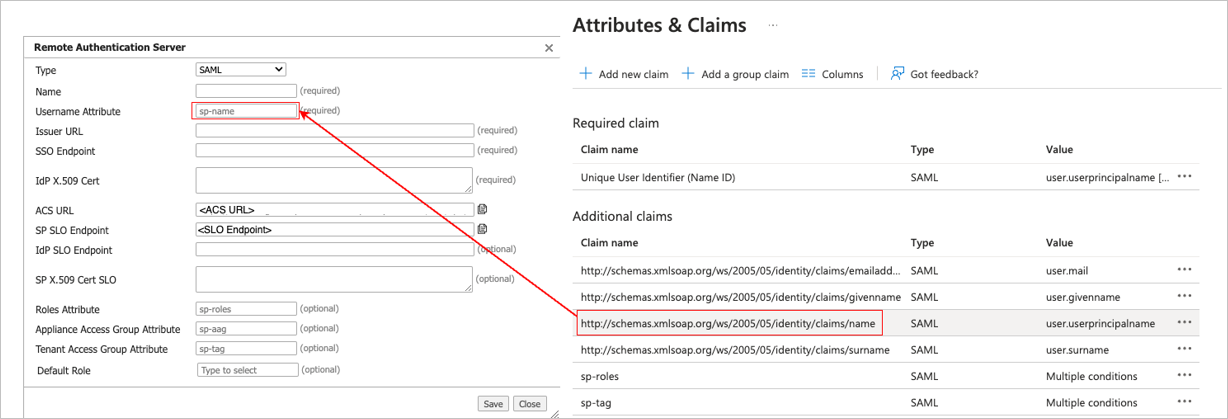 Remote Authentication Server
Type SAML
Name (required)
Username Attribute sp-name (required)
Issuer URL (required)
SSO Endpoint (required)
IdP X.509 Cert (required)
ACS URL <ACS URL>
SP SLO Endpoint <SLO Endpoint>
IdP SLO Endpoint (optional)
SP X.509 Cert SLO (optional)
Roles Attribute sp-roles (optional)
Appliance Access Group Attribute sp-aag (optional)
Tenant Access Group Attribute sp-tag (optional)
Default Role Type to select (optional)
Save Close
Attributes & Claims ...
Add new claim Add a group claim Columns Got feedback?
Required claim
Claim name Type Value
Unique User Identifier (Name ID) SAML user.userprincipalname [... •••
Additional claims
Claim name Type Value
http://schemas.xmlsoap.org/ws/2005/05/identity/claims/emailadd... SAML user.mail •••
http://schemas.xmlsoap.org/ws/2005/05/identity/claims/givenname SAML user.givenname •••
http://schemas.xmlsoap.org/ws/2005/05/identity/claims/name SAML user.userprincipalname •••
http://schemas.xmlsoap.org/ws/2005/05/identity/claims/surname SAML user.surname •••
sp-roles SAML Multiple conditions •••
sp-tag SAML Multiple conditions •••